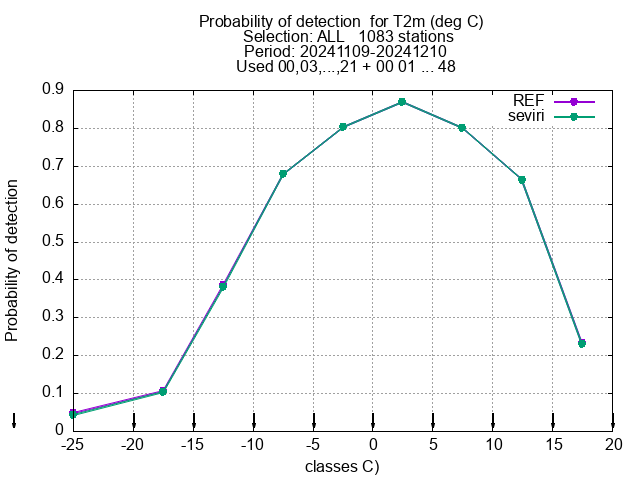 Probability of detection  for T2m (deg C)
Selection: ALL   1083 stations
Period: 20241109-20241210
Used 00,03,...,21 + 00 01 ... 48
REF
seviri
Probability of detection
0.9
0.8
0.7
0.6
0.5
0.4
0.3
0.2
0.1
0
-25 -20 -15 -10 -5 0 5 10 15 20
classes C)